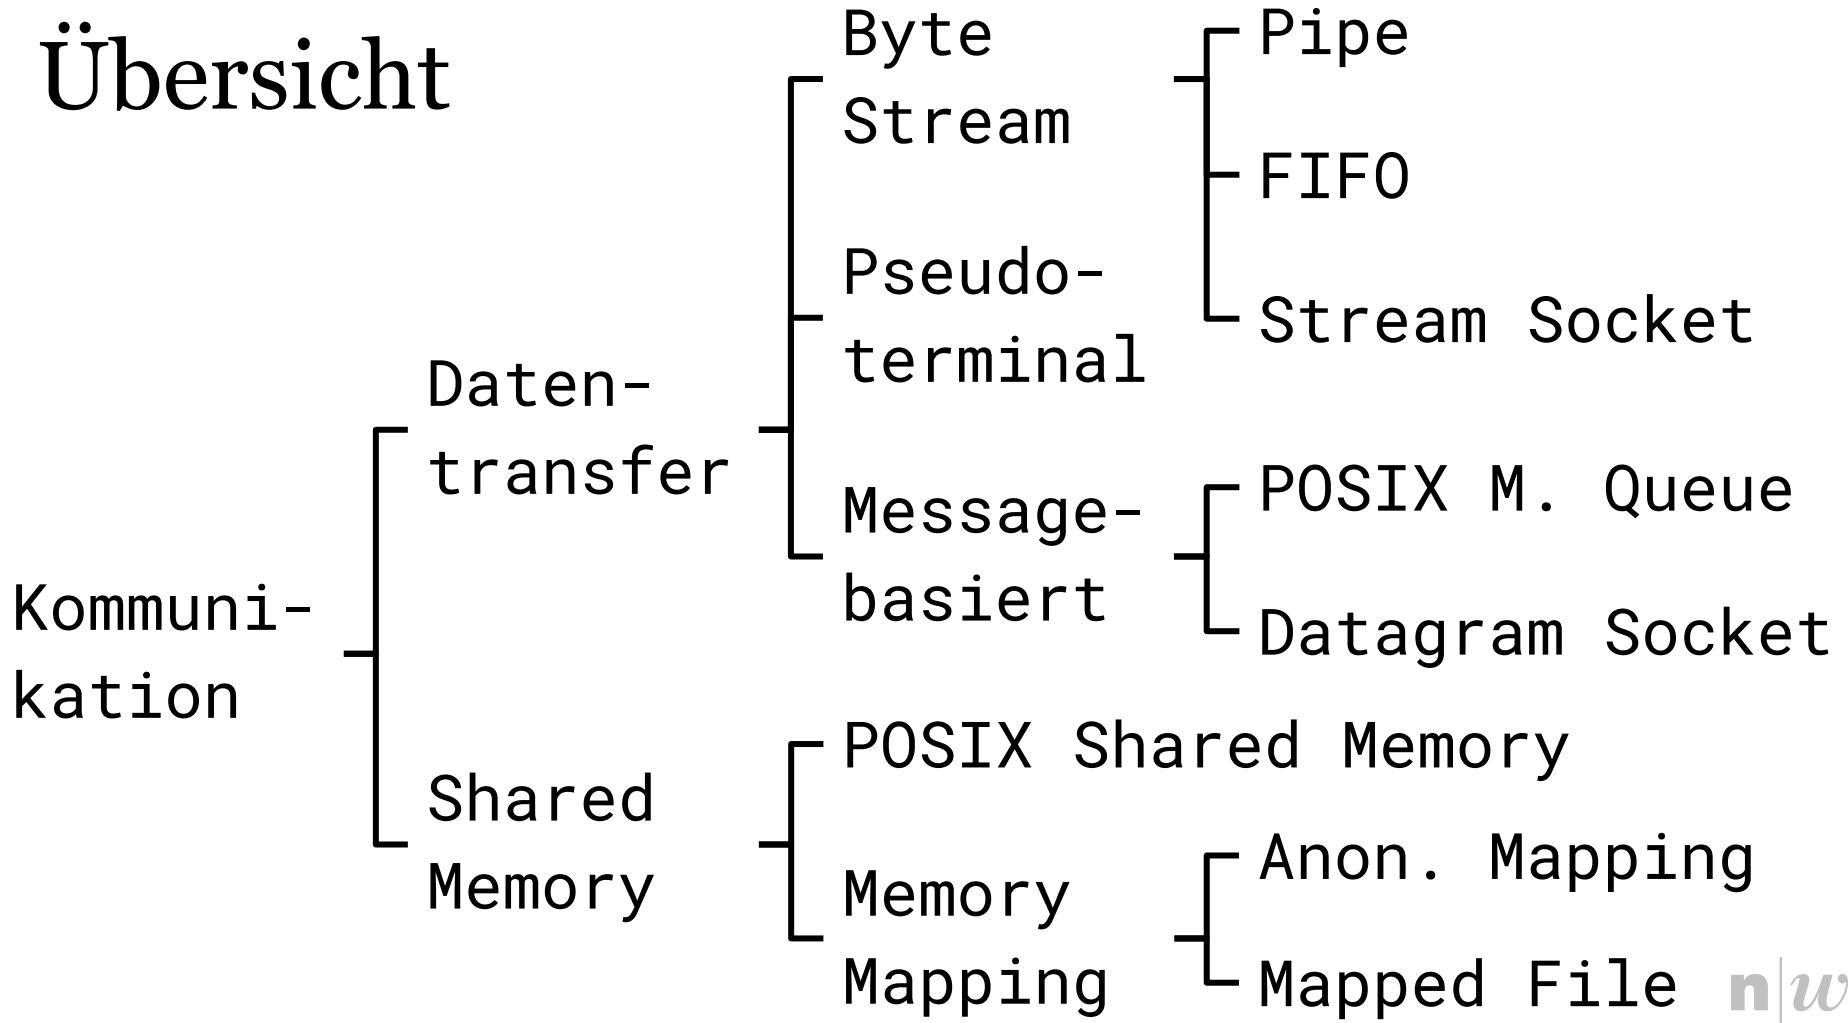 Übersicht
Kommuni-
kation
Daten-
transfer
Byte
Stream
Pipe
FIFO
Stream Socket
Pseudo-
terminal
Message-
basiert
POSIX M. Queue
Datagram Socket
Shared
Memory
POSIX Shared Memory
Memory
Mapping
Anon. Mapping
Mapped File
n|w